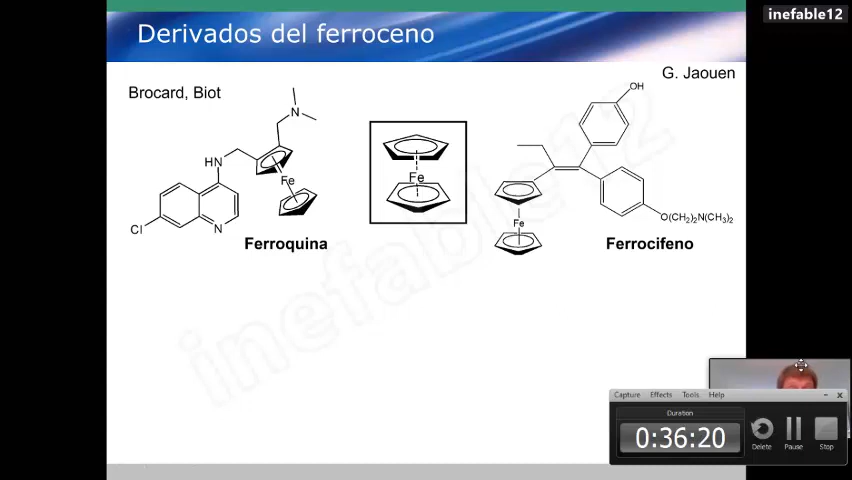 inefable12
Derivados del ferroceno
G. Jaouen
Brocard, Biot
OH
N
HN
Fe
Fe
Cl
N
Fe
O(CH₂)₂N(CH₃)₂
Ferroquina
Ferrocifeno
inefable12
Capture Effects Tools Help
Duration
0:36:20
Delete Pause Stop